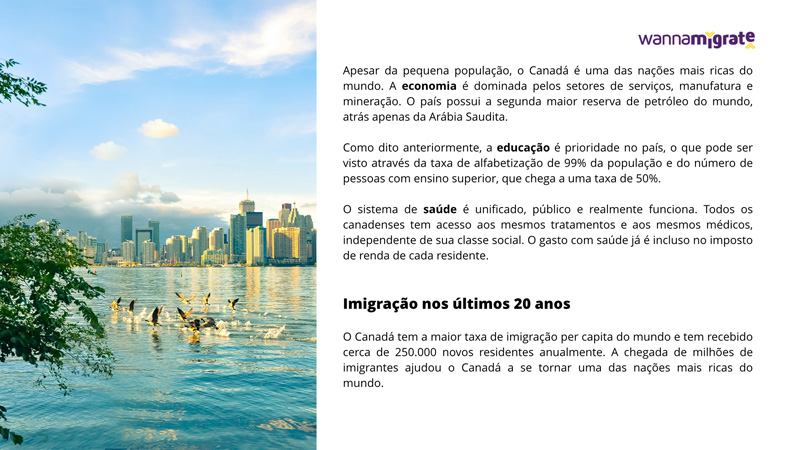 wannamigrate
Apesar da pequena população, o Canadá é uma das nações mais ricas do
mundo. A economia é dominada pelos setores de serviços, manufatura e
mineração. O país possui a segunda maior reserva de petróleo do mundo,
atrás apenas da Arábia Saudita.
Como dito anteriormente, a educação é prioridade no país, o que pode ser
visto através da taxa de alfabetização de 99% da população e do número de
pessoas com ensino superior, que chega a uma taxa de 50%.
O sistema de saúde é unificado, público e realmente funciona. Todos os
canadenses tem acesso aos mesmos tratamentos e aos mesmos médicos,
independente de sua classe social. O gasto com saúde já é incluso no imposto
de renda de cada residente.
Imigração nos últimos 20 anos
O Canadá tem a maior taxa de imigração per capita do mundo e tem recebido
cerca de 250.000 novos residentes anualmente. A chegada de milhões de
imigrantes ajudou o Canadá a se tornar uma das nações mais ricas do
mundo.